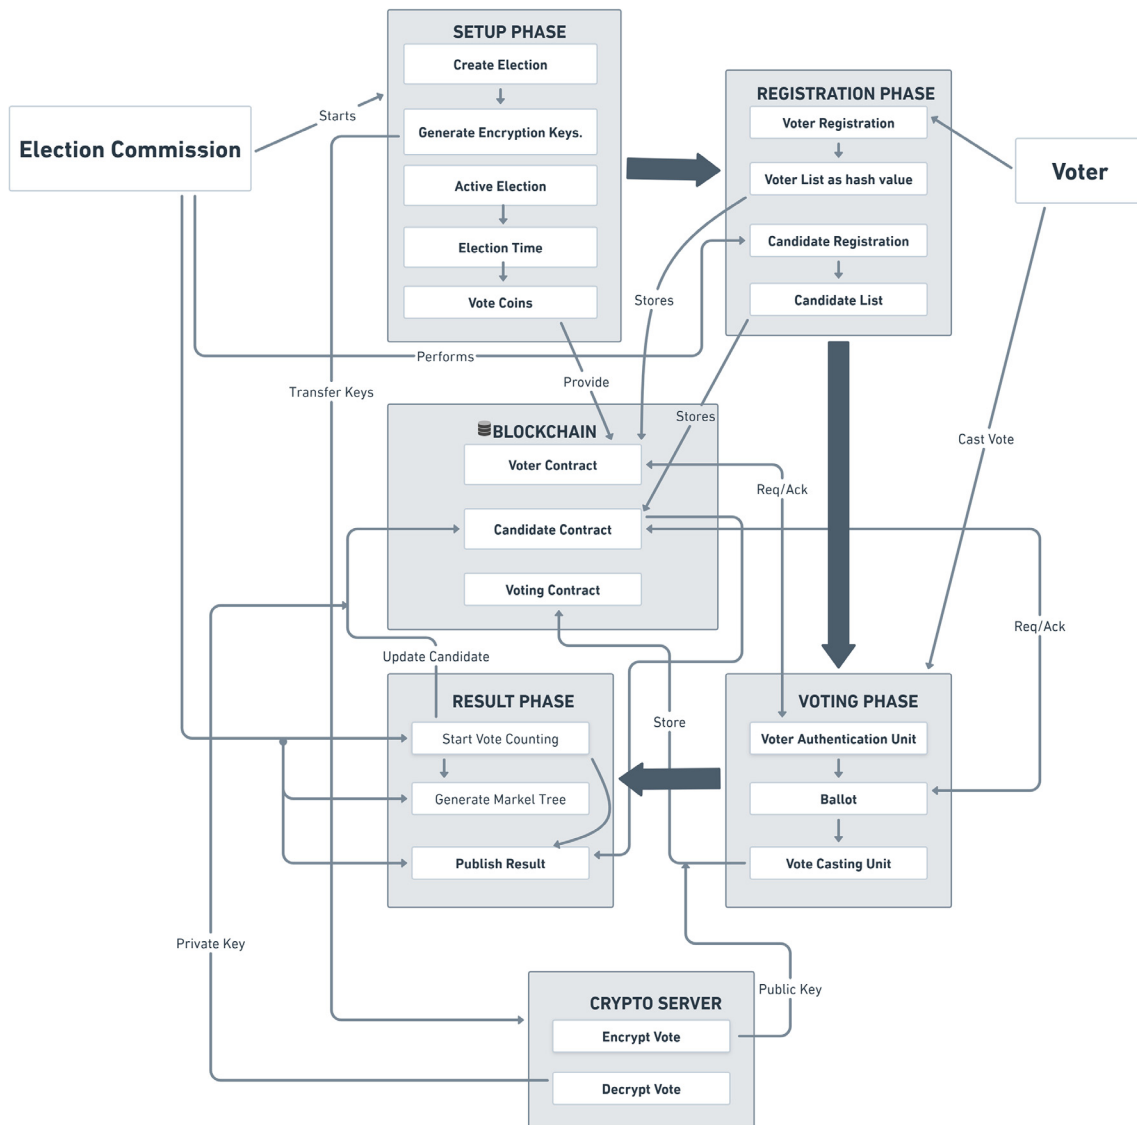 SETUP PHASE
Create Election
Generate Encryption Keys.
Active Election
Election Time
Vote Coins
Election Commission
Starts
REGISTRATION PHASE
Voter Registration
Voter List as hash value
Candidate Registration
Candidate List
Voter
Stores
Performs
Provide
Transfer Keys
Stores
Cast Vote
BLOCKCHAIN
Voter Contract
Candidate Contract
Voting Contract
Req/Ack
Req/Ack
Update Candidate
RESULT PHASE
Start Vote Counting
Generate Markel Tree
Publish Result
Store
VOTING PHASE
Voter Authentication Unit
Ballot
Vote Casting Unit
Private Key
Public Key
CRYPTO SERVER
Encrypt Vote
Decrypt Vote